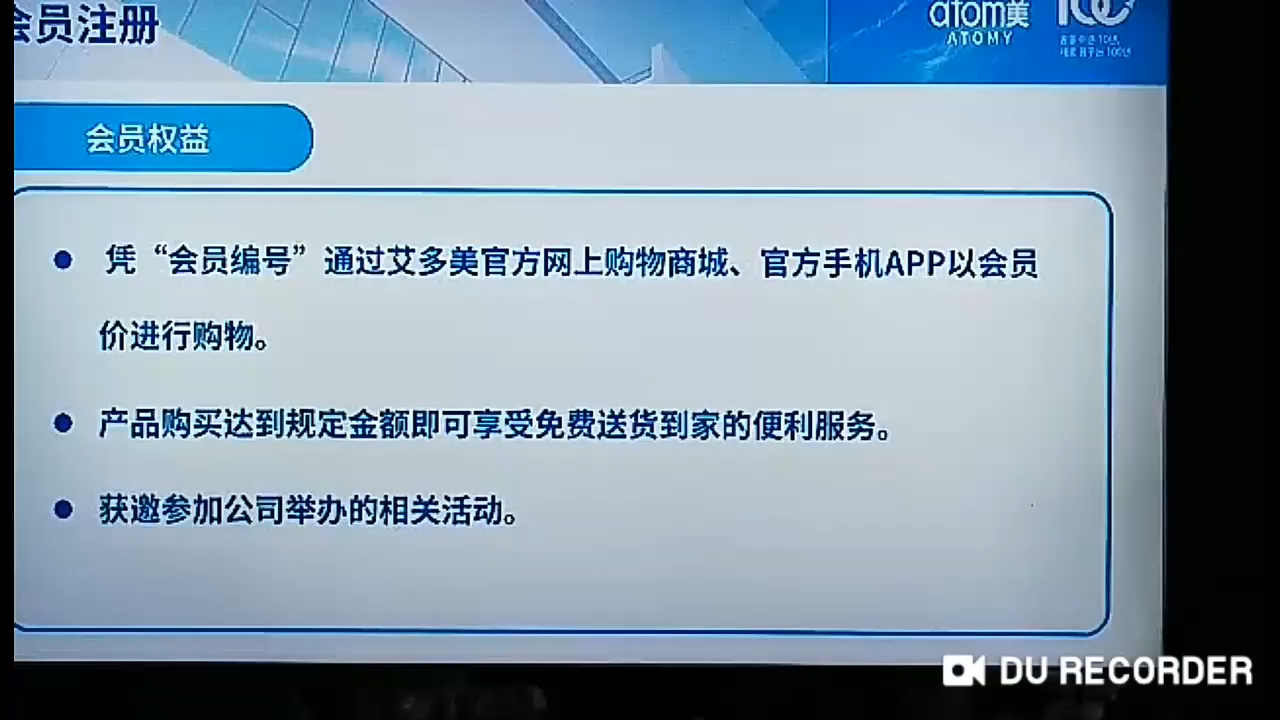 会员注册
atom美
ATOMY
会员权益
● 凭“会员编号”通过艾多美官方网上购物商城、官方手机APP以会员
价进行购物。
● 产品购买达到规定金额即可享受免费送货到家的便利服务。
● 获邀参加公司举办的相关活动。
DU RECORDER